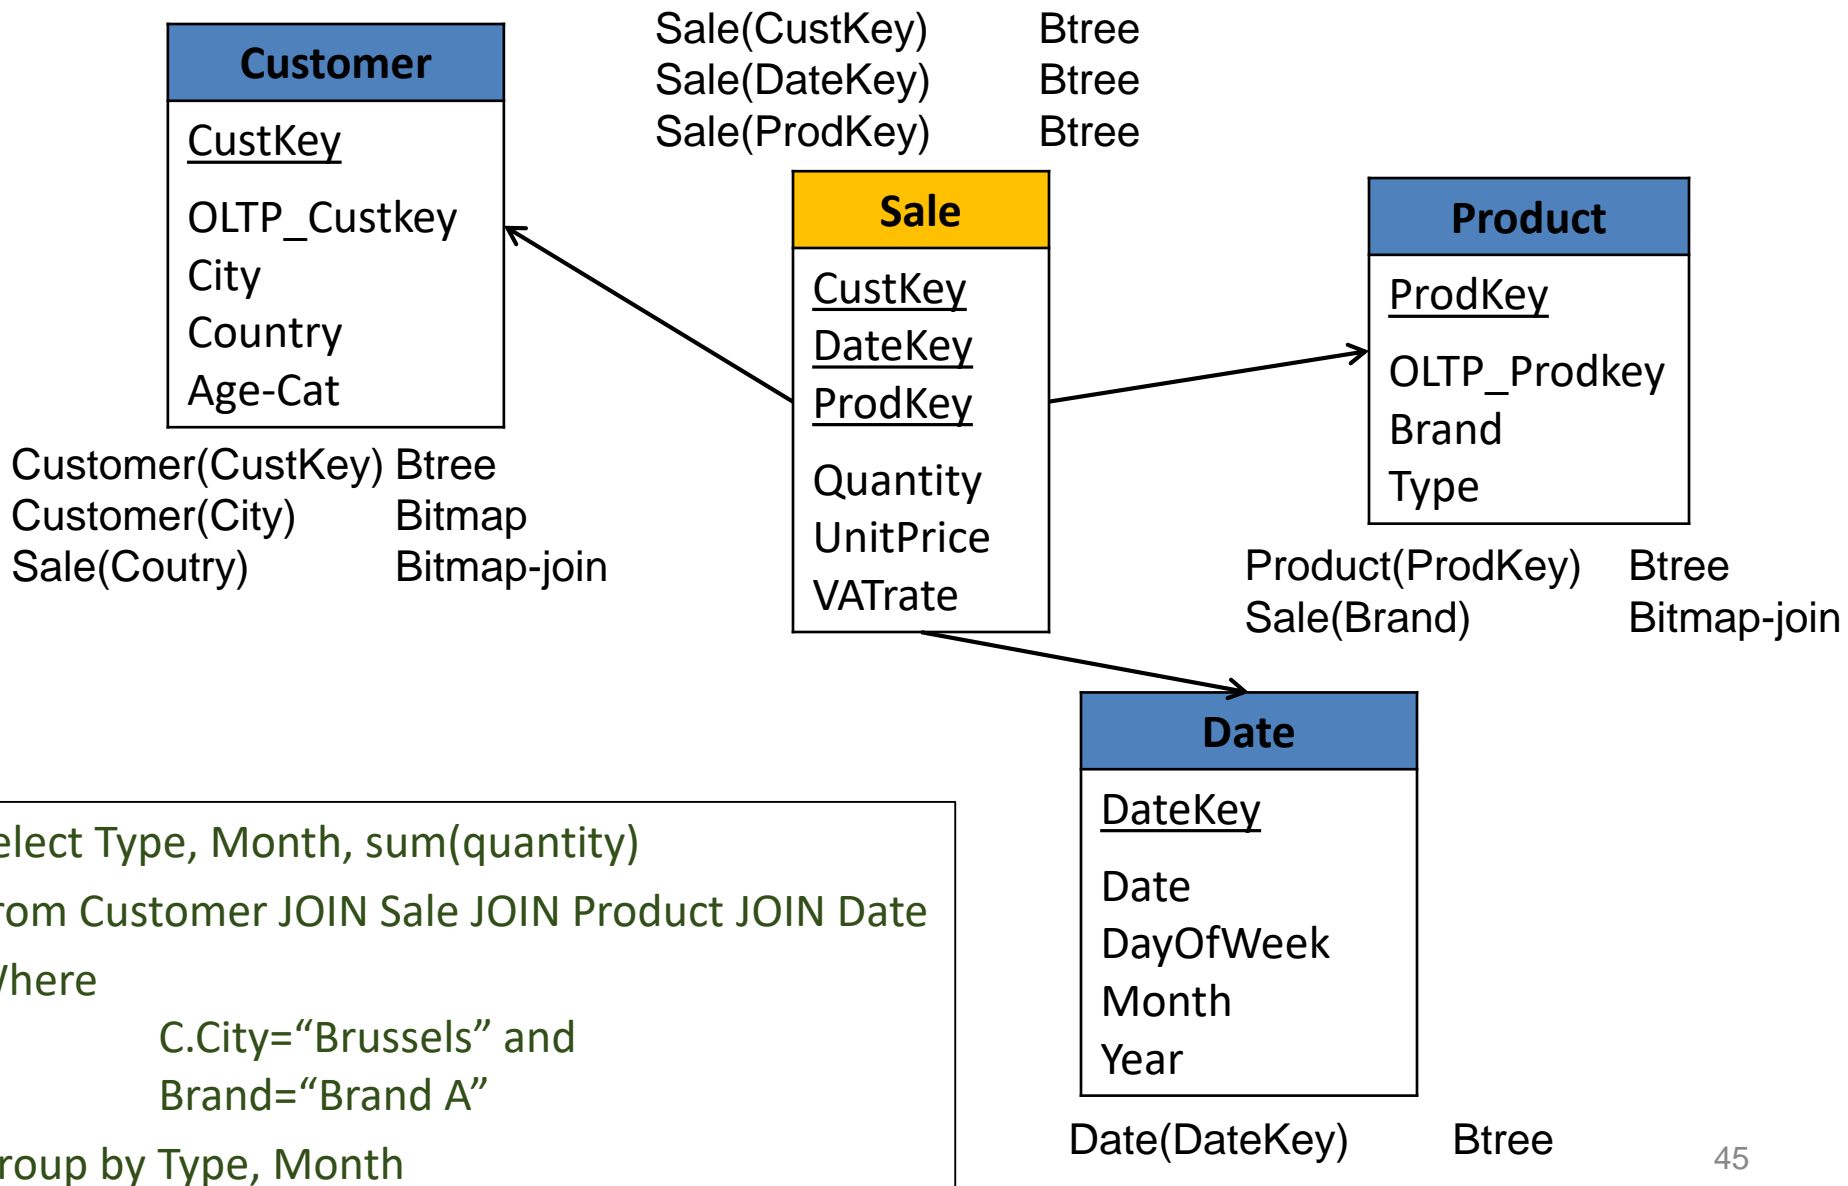 Sale(CustKey) Btree
Sale(DateKey) Btree
Sale(ProdKey) Btree
Customer
CustKey
OLTP_Custkey
City
Country
Age-Cat
Customer(CustKey) Btree
Customer(City) Bitmap
Sale(Coutry) Bitmap-join
Sale
CustKey
DateKey
ProdKey
Quantity
UnitPrice
VATrate
Product
ProdKey
OLTP_Prodkey
Brand
Type
Product(ProdKey) Btree
Sale(Brand) Bitmap-join
Date
DateKey
Date
DayOfWeek
Month
Year
Date(DateKey) Btree
elect Type, Month, sum(quantity)
rom Customer JOIN Sale JOIN Product JOIN Date
Where
C.City=“Brussels” and
Brand=“Brand A”
roup by Type, Month
45